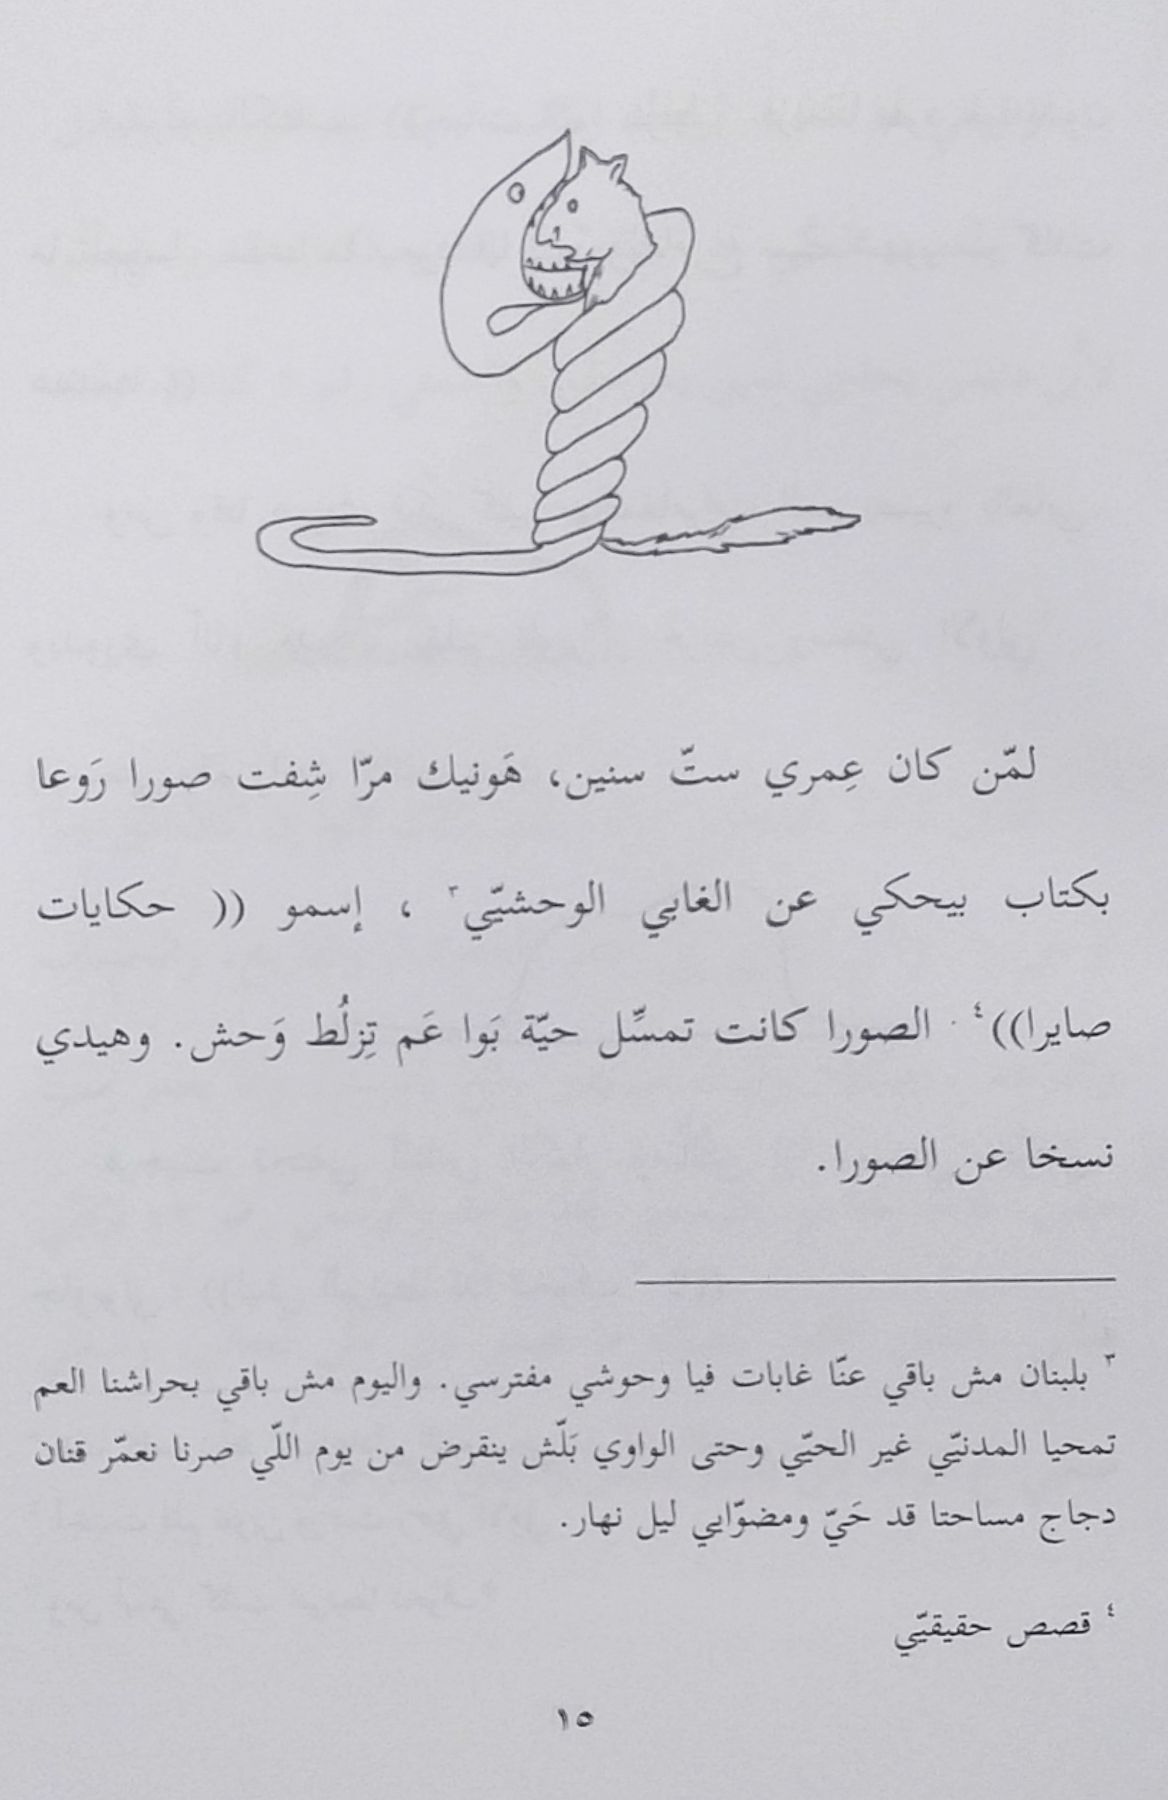 لمّن كان عِمري ستّ سنين، هَونيك مرّا شِفت صورا رَوعا
بكتاب بيحكي عن الغابي الوحشيّي٣ ، إسمو (( حكايات
صايرا))٤ . الصورا كانت تمسِّل حيّة بَوا عَم تِزلُط وَحش. وهيدي
نسخا عن الصورا.
٣ بلبنان مش باقي عنّا غابات فيا وحوشي مفترسي. واليوم مش باقي بحراشنا العم
تمحيا المدنيّي غير الحيّي وحتى الواوي بَلّش ينقرض من يوم اللّي صرنا نعمّر قنان
دجاج مساحتا قد حَيّ ومضوّايي ليل نهار.
٤ قصص حقيقيّي
١٥